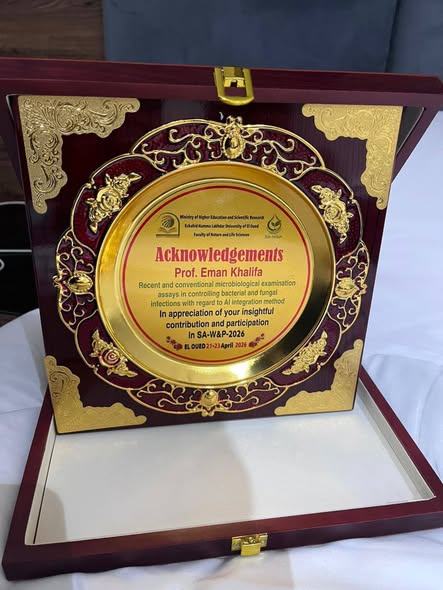 Ministry of Higher Education and Scientific Research
Echahid Hamma Lakhdar University of El Oued
Faculty of Nature and Life Sciences
Acknowledgements
Prof. Eman Khalifa
Recent and conventional microbiological examination
assays in controlling bacterial and fungal
infections with regard to AI integration method
In appreciation of your insightful
contribution and participation
in SA-W&P-2026
EL OUED 21-23 April 2026